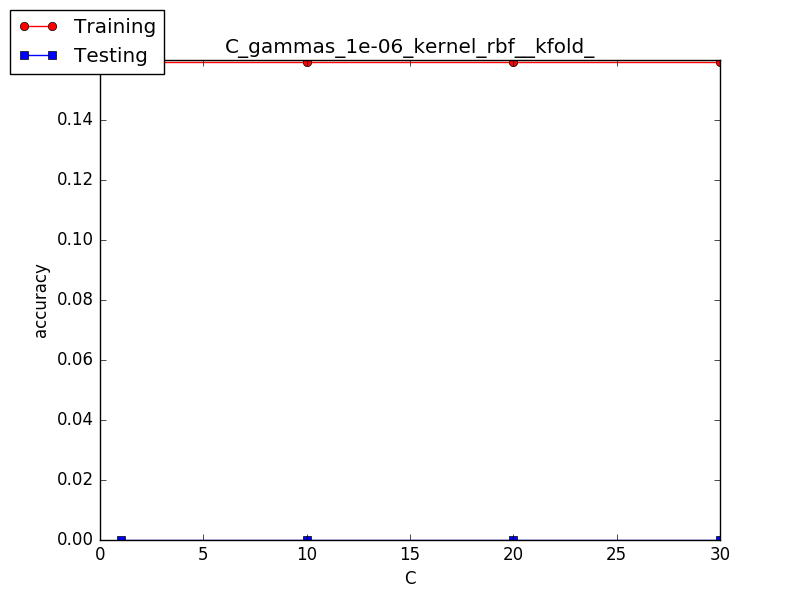 Training
Testing
C_gammas_1e-06_kernel_rbf__kfold_
0.14
0.12
0.10
0.08
0.06
0.04
0.02
0.00
accuracy
0 5 10 15 20 25 30
C